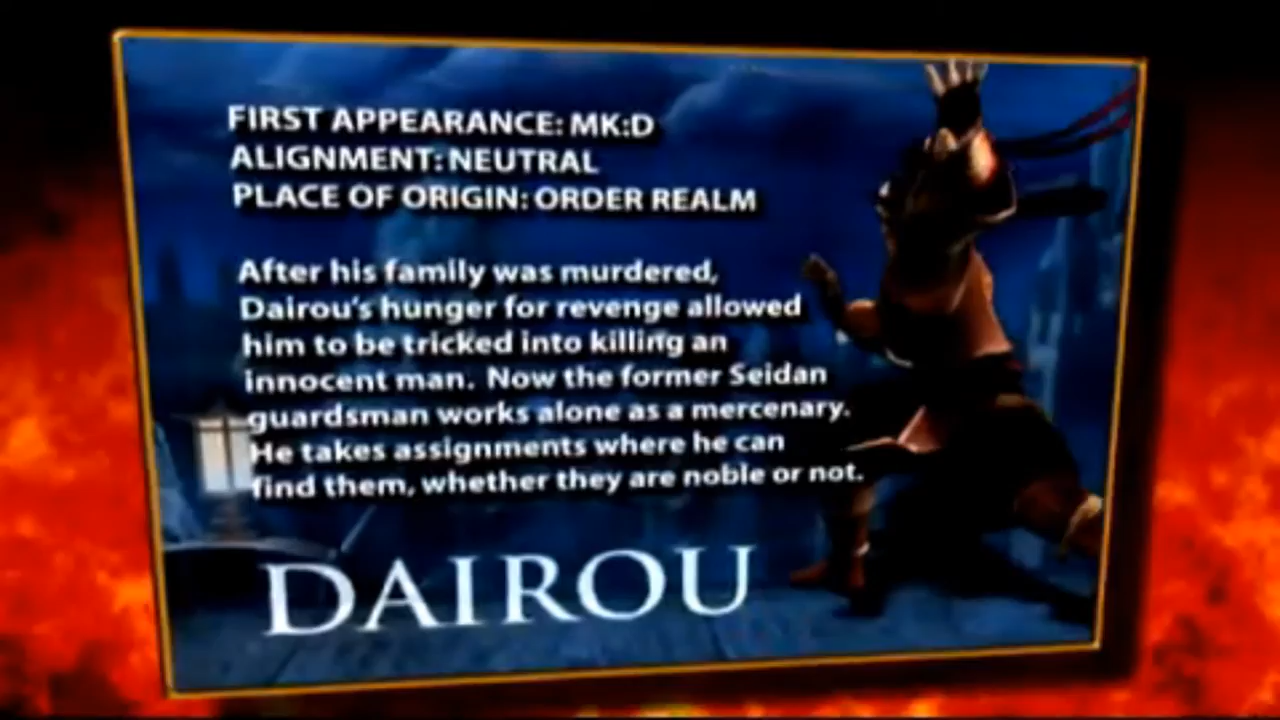 FIRST APPEARANCE: MK:D
ALIGNMENT: NEUTRAL
PLACE OF ORIGIN: ORDER REALM
After his family was murdered,
Dairou's hunger for revenge allowed
him to be tricked into killing an
innocent man. Now the former Seidan
guardsman works alone as a mercenary.
He takes assignments where he can
find them, whether they are noble or not.
DAIROU